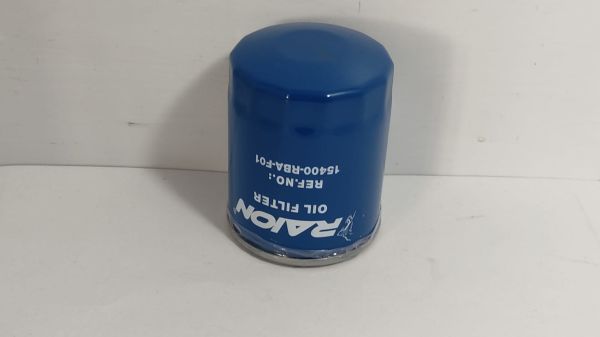 RAION
OIL FILTER
REF.NO.:
15400-RBA-F01